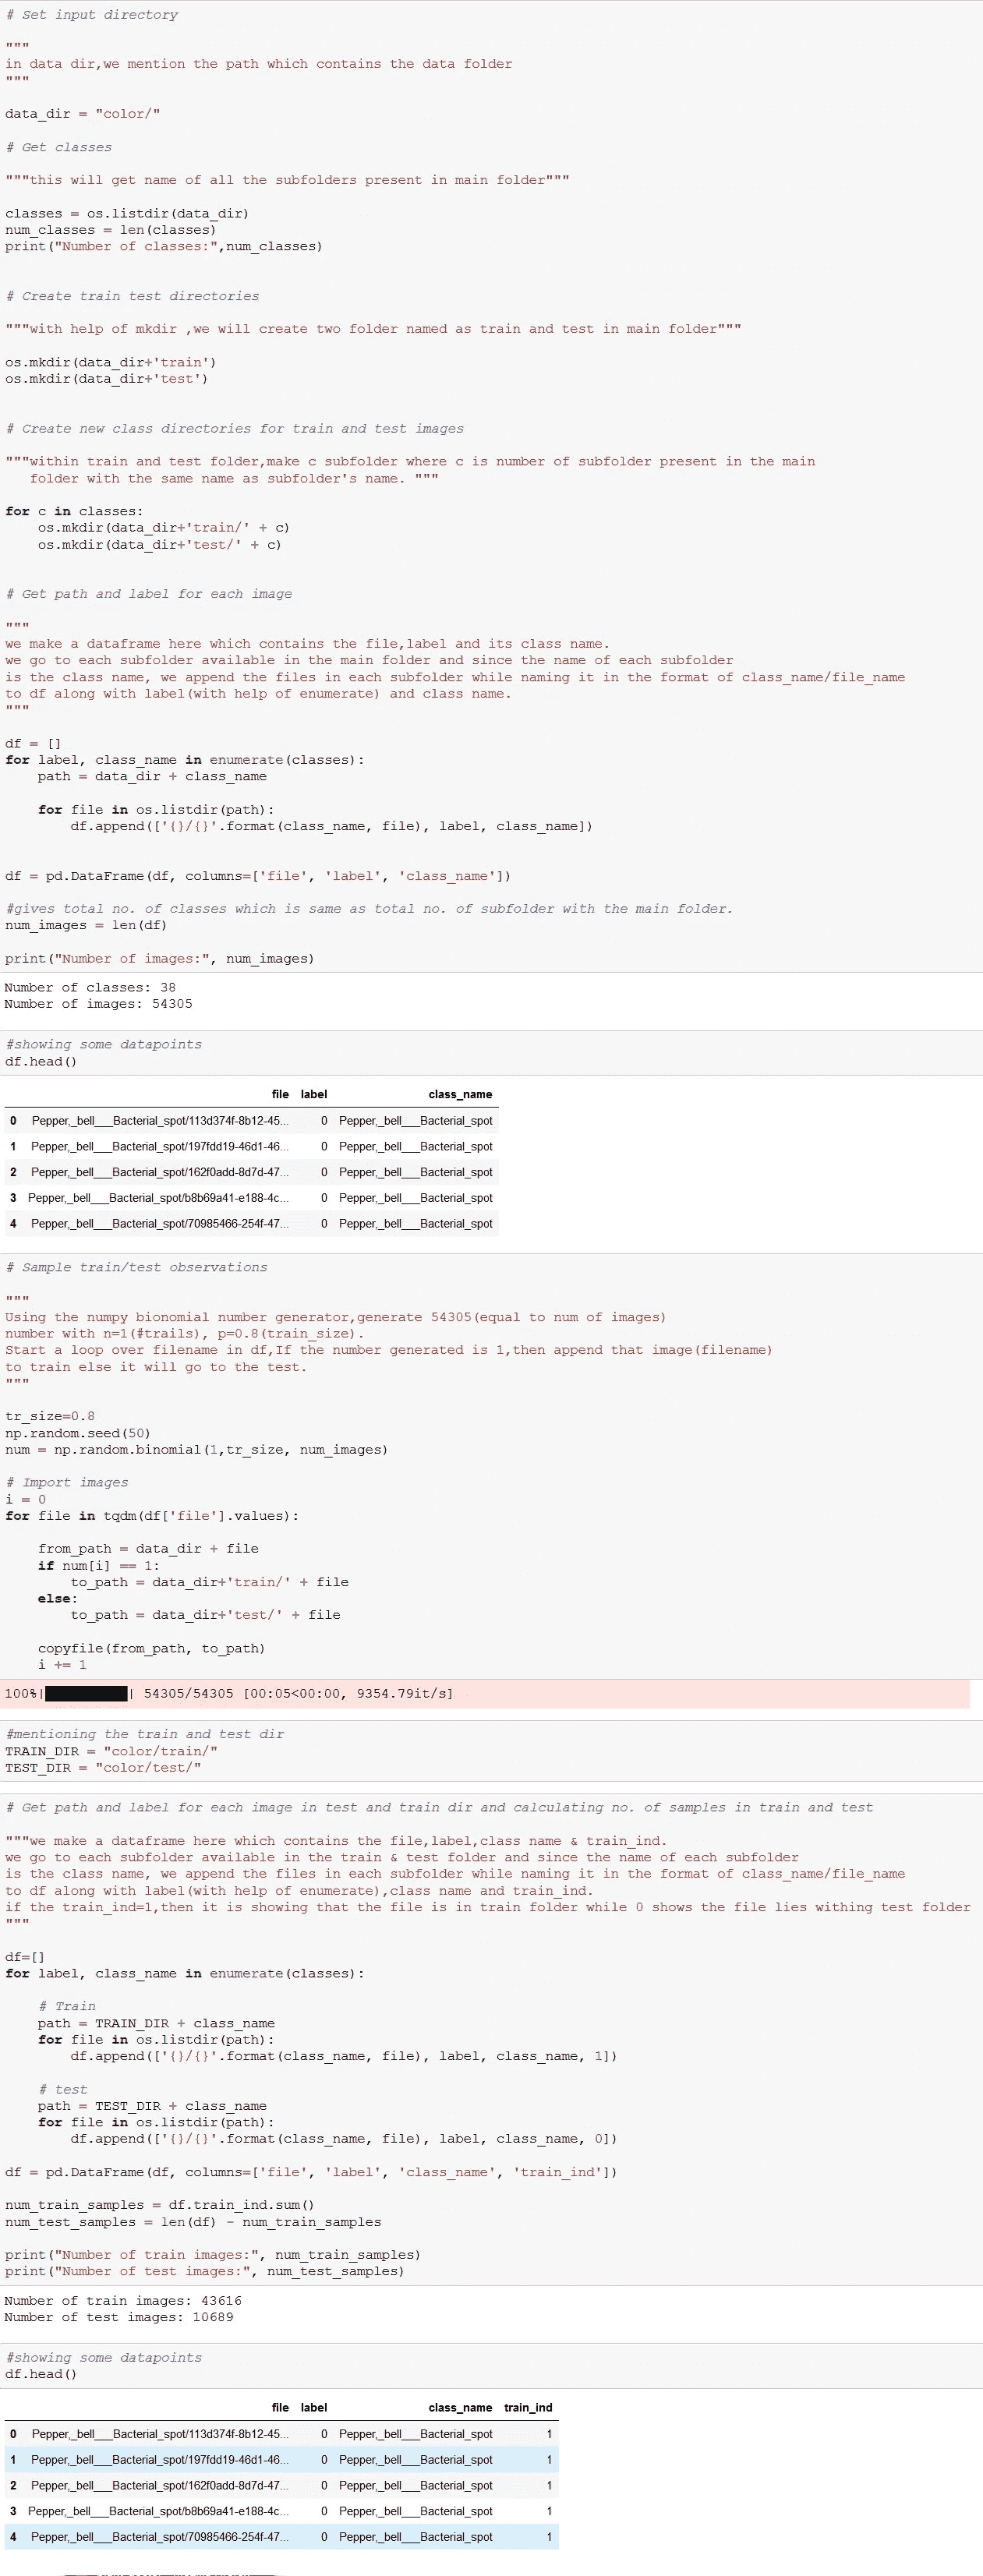 # Set input directory
"""
in data dir,we mention the path which contains the data folder
"""
data_dir = "color/"
# Get classes
"""this will get name of all the subfolders present in main folder"""
classes = os.listdir(data_dir)
num_classes = len(classes)
print("Number of classes:",num_classes)
# Create train test directories
"""with help of mkdir ,we will create two folder named as train and test in main folder"""
os.mkdir(data_dir+'train')
os.mkdir(data_dir+'test')
# Create new class directories for train and test images
"""within train and test folder,make c subfolder where c is number of subfolder present in the main
   folder with the same name as subfolder's name. """
for c in classes:
    os.mkdir(data_dir+'train/' + c)
    os.mkdir(data_dir+'test/' + c)
# Get path and label for each image
"""
we make a dataframe here which contains the file,label and its class name.
we go to each subfolder available in the main folder and since the name of each subfolder
is the class name, we append the files in each subfolder while naming it in the format of class_name/file_name
to df along with label(with help of enumerate) and class name.
"""
df = []
for label, class_name in enumerate(classes):
    path = data_dir + class_name
    for file in os.listdir(path):
        df.append(['{}/{}'.format(class_name, file), label, class_name])
df = pd.DataFrame(df, columns=['file', 'label', 'class_name'])
#gives total no. of classes which is same as total no. of subfolder with the main folder.
num_images = len(df)
print("Number of images:", num_images)
Number of classes: 38
Number of images: 54305
#showing some datapoints
df.head()
file label class_name
0 Pepper,_bell___Bacterial_spot/113d374f-8b12-45... 0 Pepper,_bell___Bacterial_spot
1 Pepper,_bell___Bacterial_spot/197fdd19-46d1-46... 0 Pepper,_bell___Bacterial_spot
2 Pepper,_bell___Bacterial_spot/162f0add-8d7d-47... 0 Pepper,_bell___Bacterial_spot
3 Pepper,_bell___Bacterial_spot/b8b69a41-e188-4c... 0 Pepper,_bell___Bacterial_spot
4 Pepper,_bell___Bacterial_spot/70985466-254f-47... 0 Pepper,_bell___Bacterial_spot
# Sample train/test observations
"""
Using the numpy bionomial number generator,generate 54305(equal to num of images)
number with n=1(#trails), p=0.8(train_size).
Start a loop over filename in df,If the number generated is 1,then append that image(filename)
to train else it will go to the test.
"""
tr_size=0.8
np.random.seed(50)
num = np.random.binomial(1,tr_size, num_images)
# Import images
i = 0
for file in tqdm(df['file'].values):
    from_path = data_dir + file
    if num[i] == 1:
        to_path = data_dir+'train/' + file
    else:
        to_path = data_dir+'test/' + file
    copyfile(from_path, to_path)
    i += 1
100%|██████████| 54305/54305 [00:05<00:00, 9354.79it/s]
#mentioning the train and test dir
TRAIN_DIR = "color/train/"
TEST_DIR = "color/test/"
# Get path and label for each image in test and train dir and calculating no. of samples in train and test
"""we make a dataframe here which contains the file,label,class name & train_ind.
we go to each subfolder available in the train & test folder and since the name of each subfolder
is the class name, we append the files in each subfolder while naming it in the format of class_name/file_name
to df along with label(with help of enumerate),class name and train_ind.
if the train_ind=1,then it is showing that the file is in train folder while 0 shows the file lies withing test folder
"""
df=[]
for label, class_name in enumerate(classes):
    # Train
    path = TRAIN_DIR + class_name
    for file in os.listdir(path):
        df.append(['{}/{}'.format(class_name, file), label, class_name, 1])
    # test
    path = TEST_DIR + class_name
    for file in os.listdir(path):
        df.append(['{}/{}'.format(class_name, file), label, class_name, 0])
df = pd.DataFrame(df, columns=['file', 'label', 'class_name', 'train_ind'])
num_train_samples = df.train_ind.sum()
num_test_samples = len(df) - num_train_samples
print("Number of train images:", num_train_samples)
print("Number of test images:", num_test_samples)
Number of train images: 43616
Number of test images: 10689
#showing some datapoints
df.head()
file label class_name train_ind
0 Pepper,_bell___Bacterial_spot/113d374f-8b12-45... 0 Pepper,_bell___Bacterial_spot 1
1 Pepper,_bell___Bacterial_spot/197fdd19-46d1-46... 0 Pepper,_bell___Bacterial_spot 1
2 Pepper,_bell___Bacterial_spot/162f0add-8d7d-47... 0 Pepper,_bell___Bacterial_spot 1
3 Pepper,_bell___Bacterial_spot/b8b69a41-e188-4c... 0 Pepper,_bell___Bacterial_spot 1
4 Pepper,_bell___Bacterial_spot/70985466-254f-47... 0 Pepper,_bell___Bacterial_spot 1